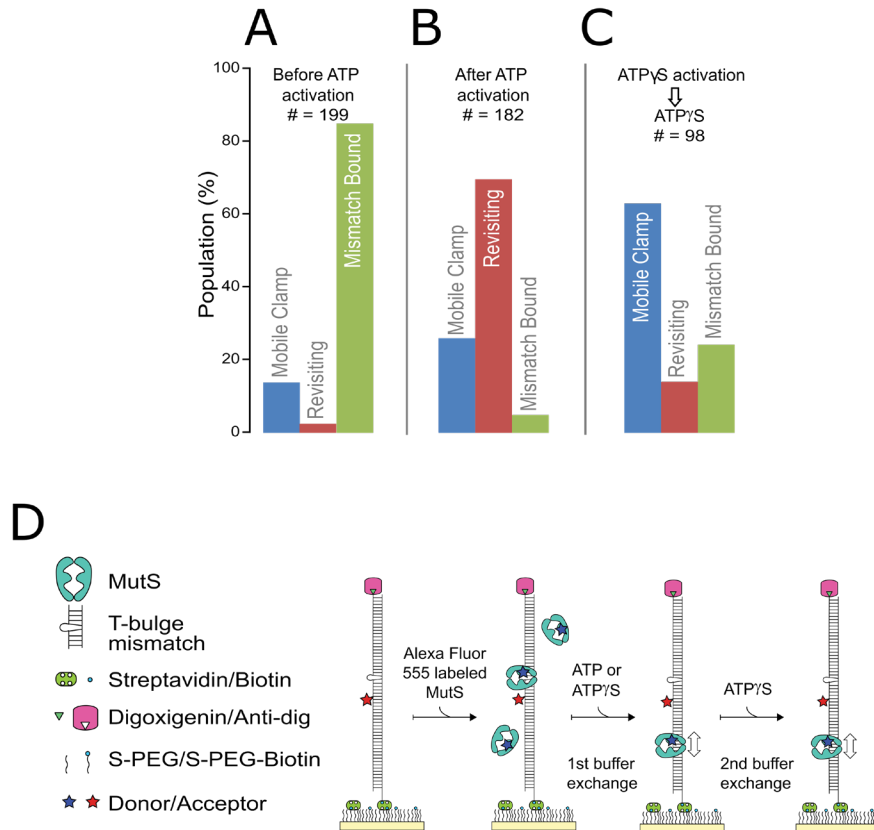 A
B
C
Before ATP
activation
# = 199
After ATP
activation
# = 182
ATPγS activation
ATPγS
# = 98
Population (%)
100
80
60
40
20
0
Mobile Clamp
Revisiting
Mismatch Bound
Mobile Clamp
Revisiting
Mismatch Bound
Mobile Clamp
Revisiting
Mismatch Bound
D
MutS
T-bulge
mismatch
Streptavidin/Biotin
Digoxigenin/Anti-dig
S-PEG/S-PEG-Biotin
Donor/Acceptor
Alexa Fluor
555 labeled
MutS
ATP or
ATPγS
1st buffer
exchange
ATPγS
2nd buffer
exchange